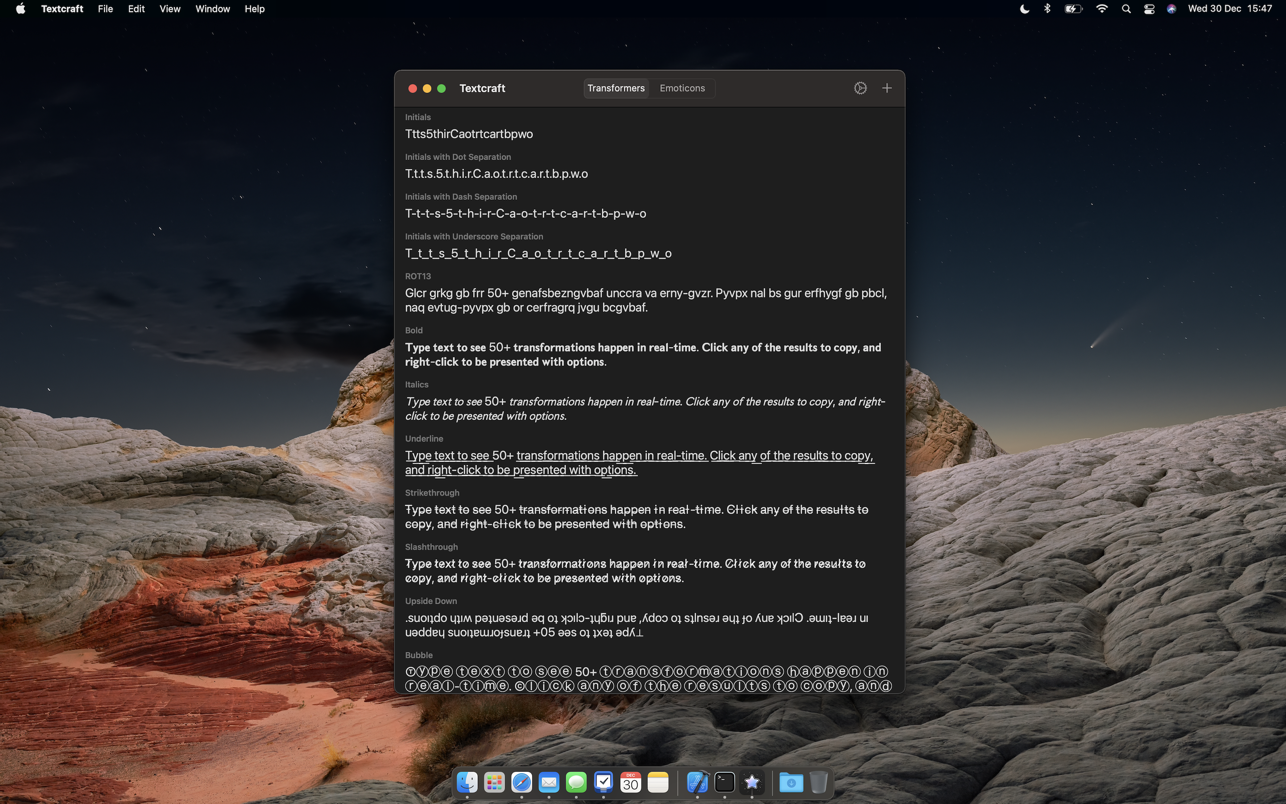 Textcraft File Edit View Window Help
Wed 30 Dec 15:47
Textcraft Transformers Emoticons
Initials
Ttts5thirCaotrtcartbpwo
Initials with Dot Separation
T.t.t.s.5.t.h.i.r.C.a.o.t.r.t.c.a.r.t.b.p.w.o
Initials with Dash Separation
T-t-t-s-5-t-h-i-r-C-a-o-t-r-t-c-a-r-t-b-p-w-o
Initials with Underscore Separation
T_t_t_s_5_t_h_i_r_C_a_o_t_r_t_c_a_r_t_b_p_w_o
ROT13
Glcr grkg gb frr 50+ genafsbezngvbaf unccra va erny-gvzr. Pyvpx nal bs gur erfhygf gb pbcl,
naq evtug-pyvpx gb or cerfragrq jvgu bcgvbaf.
Bold
Type text to see 50+ transformations happen in real-time. Click any of the results to copy, and
right-click to be presented with options.
Italics
Type text to see 50+ transformations happen in real-time. Click any of the results to copy, and right-
click to be presented with options.
Underline
Type text to see 50+ transformations happen in real-time. Click any of the results to copy,
and right-click to be presented with options.
Strikethrough
Type text to see 50+ transformations happen in real-time. Click any of the results to
copy, and right-click to be presented with options.
Slashthrough
Type text to see 50+ transformations happen in real-time. Click any of the results to
copy, and right-click to be presented with options.
Upside Down
.suoıʇdo ɥʇıʍ pǝʇuǝsǝɹd ǝq oʇ ʞɔılɔ-ʇɥƃıɹ puɐ ,ʎdoɔ oʇ sʇlnsǝɹ ǝɥʇ ɟo ʎuɐ ʞɔılƆ .ǝɯıʇ-lɐǝɹ uı
uǝddɐɥ suoıʇɐɯɹoɟsuɐɹʇ +05 ǝǝs oʇ ʇxǝʇ ǝdʎ⊥
Bubble
Ⓣⓨⓟⓔ ⓣⓔⓧⓣ ⓣⓞ ⓢⓔⓔ 50+ ⓣⓡⓐⓝⓢⓕⓞⓡⓜⓐⓣⓘⓞⓝⓢ ⓗⓐⓟⓟⓔⓝ ⓘⓝ
ⓡⓔⓐⓛ-ⓣⓘⓜⓔ. Ⓒⓛⓘⓒⓚ ⓐⓝⓨ ⓞⓕ ⓣⓗⓔ ⓡⓔⓢⓤⓛⓣⓢ ⓣⓞ ⓒⓞⓟⓨ, ⓐⓝⓓ
DEC
30